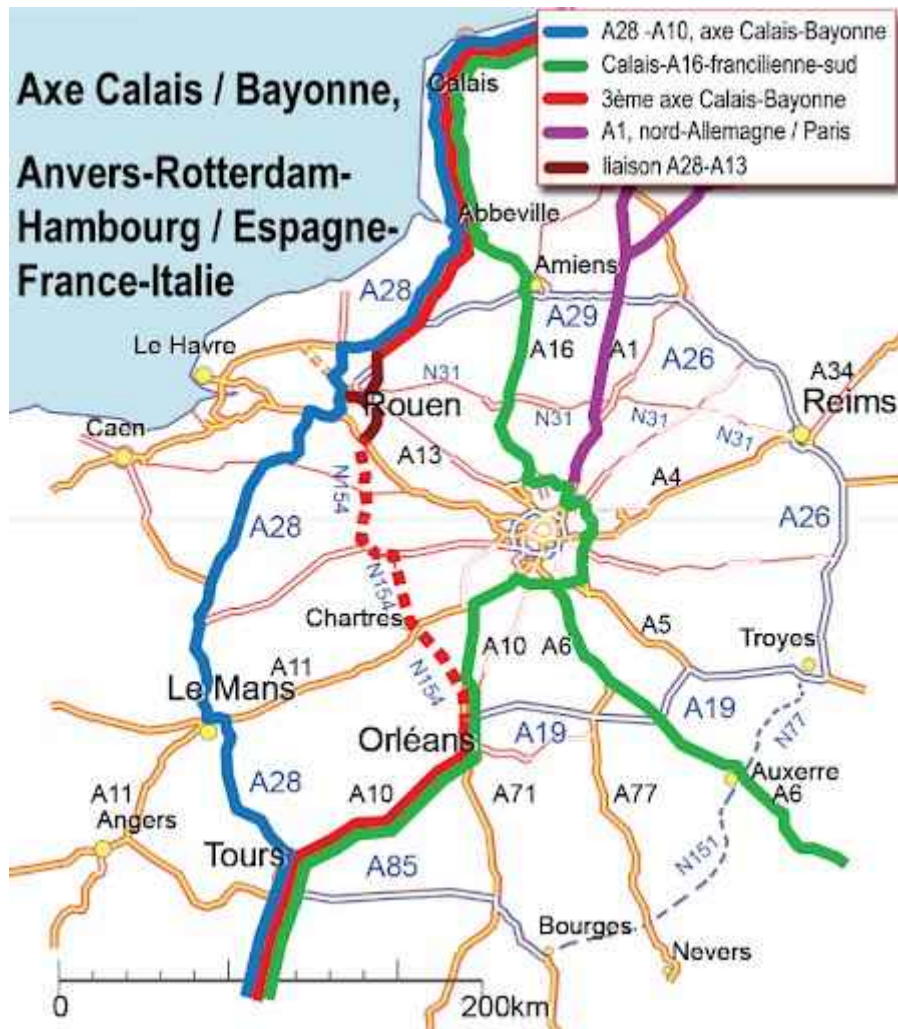 Axe Calais / Bayonne,
Anvers-Rotterdam-
Hambourg / Espagne-
France-Italie
A28 -A10, axe Calais-Bayonne
Calais-A16-francilienne-sud
3ème axe Calais-Bayonne
A1, nord-Allemagne / Paris
liaison A28-A13
Calais
Abbeville
Amiens
A28
A29
Le Havre
A16
A1
A26
A34
N31
Rouen
N31
N31
N31
Reims
Caen
A13
A4
N154
A28
A26
N154
Chartres
A10
A6
A5
Troyes
A11
Le Mans
N154
A19
A19
N77
Orléans
A28
A10
A71
A77
Auxerre
A6
A11
Angers
Tours
A85
N151
Bourges
Nevers
0
200km